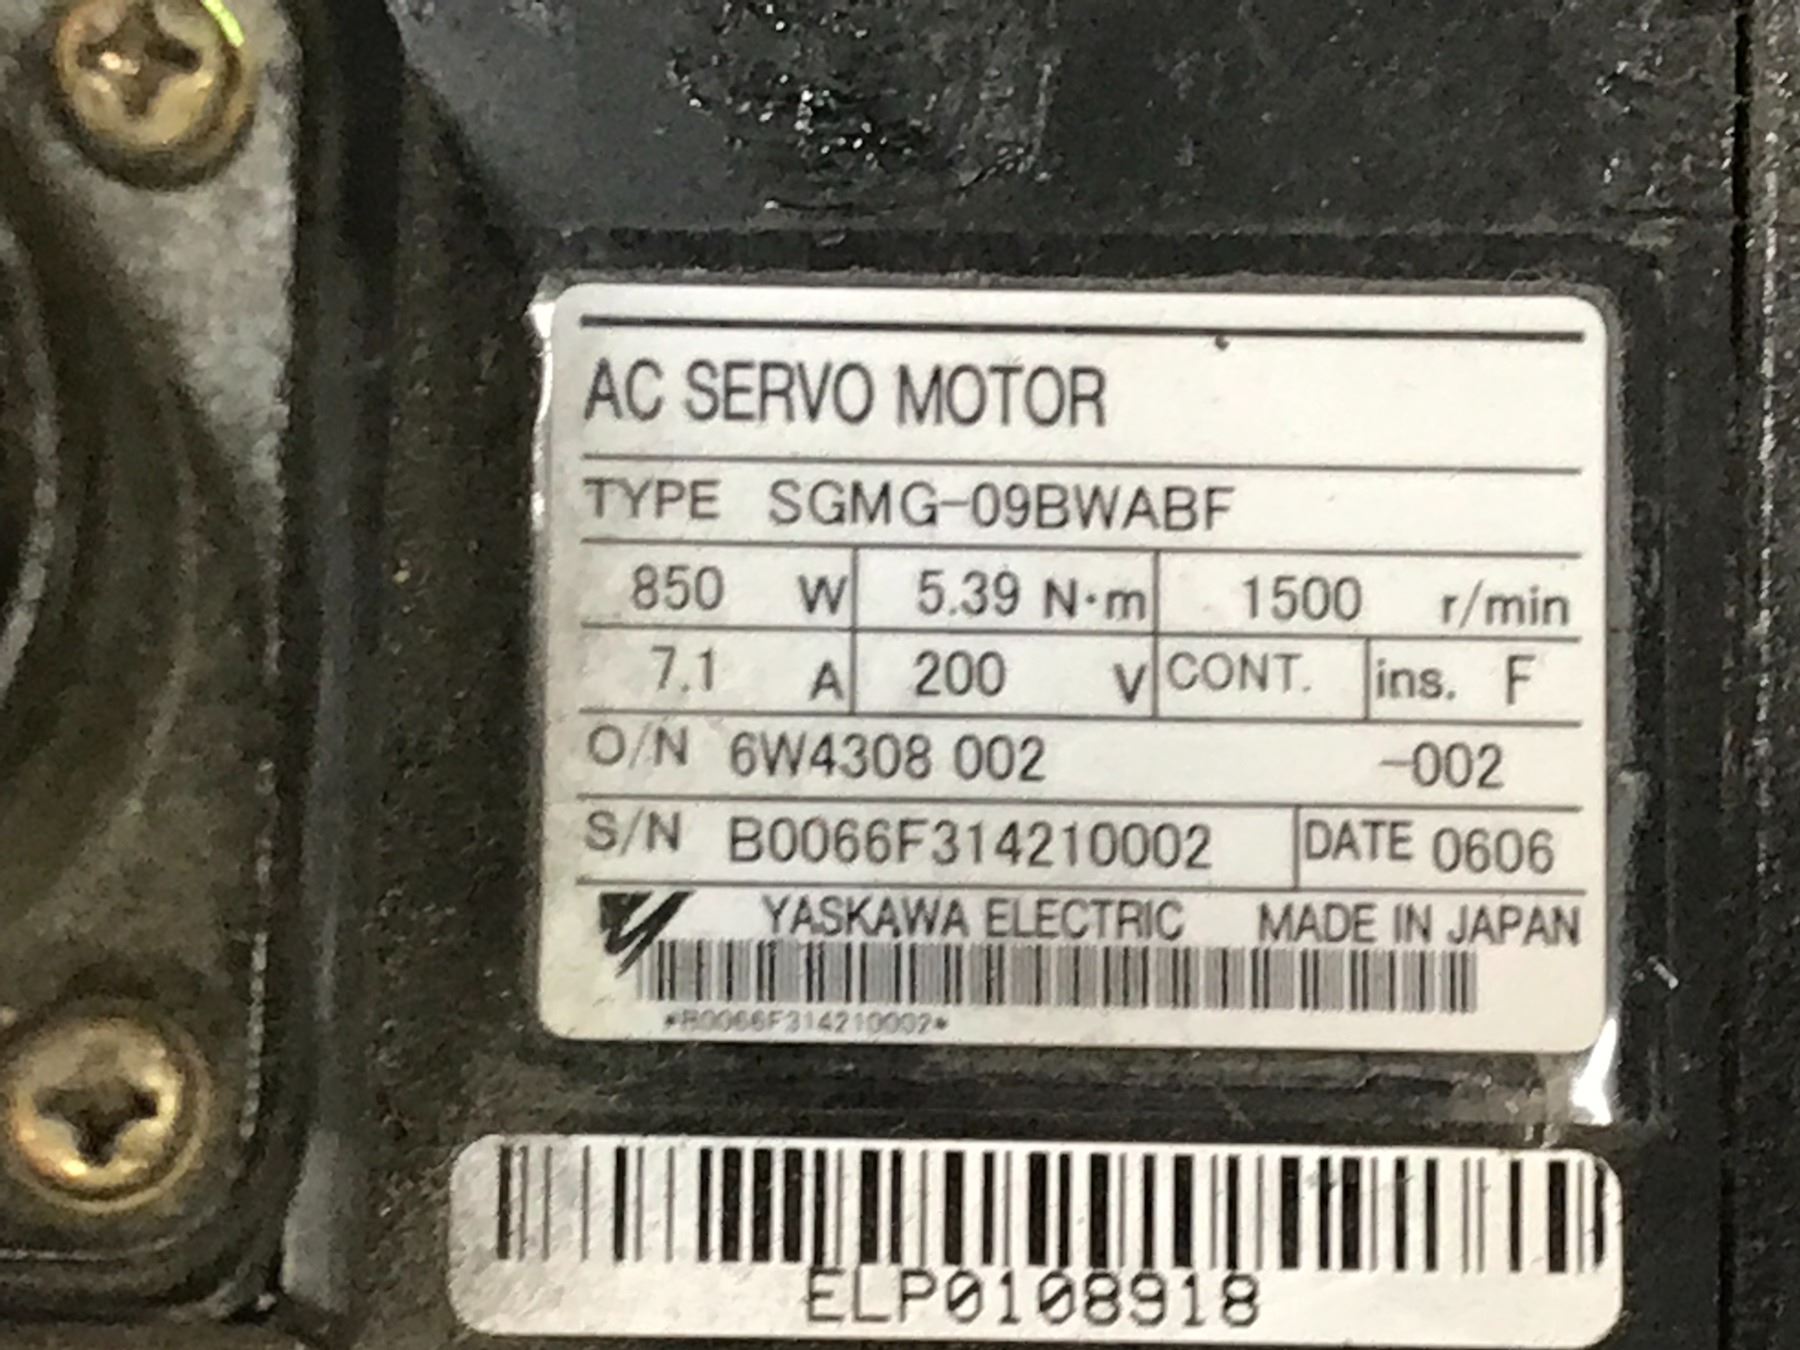 AC SERVO MOTOR
TYPE SGMG-09BWABF
850 W 5.39 N·m 1500 r/min
7.1 A 200 V CONT. ins. F
O/N 6W4308 002 -002
S/N B0066F314210002 DATE 0606
YASKAWA ELECTRIC MADE IN JAPAN
*B0066F314210002*
ELP0108918